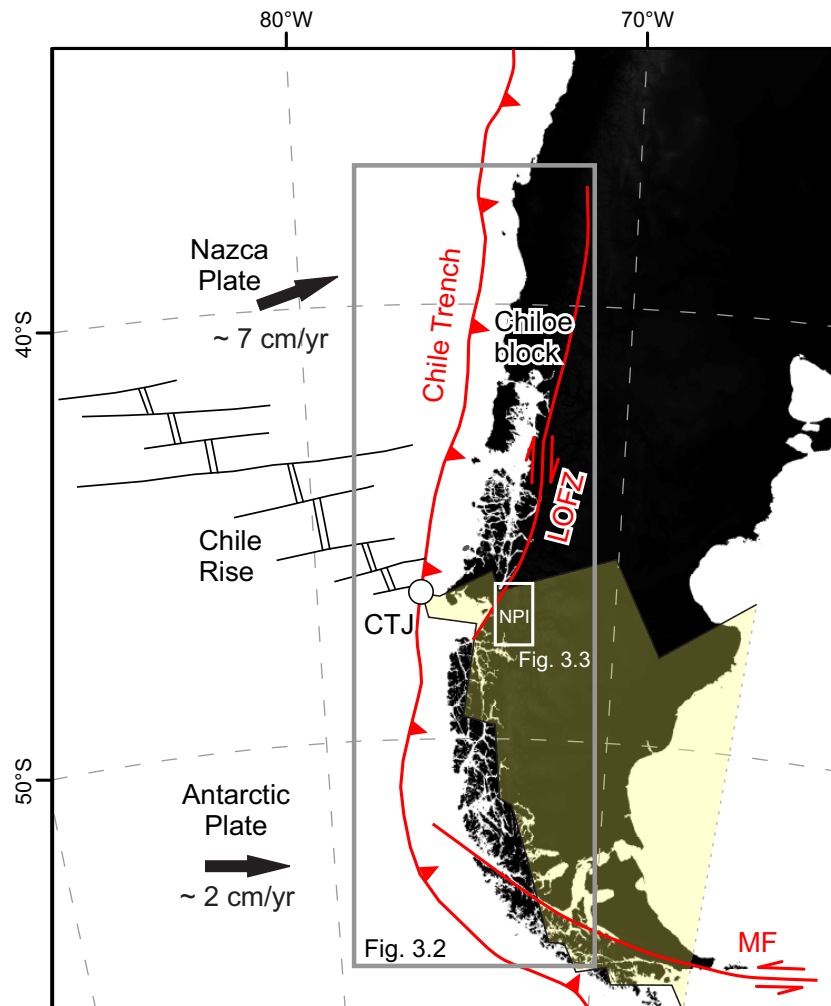 80°W
70°W
Nazca
Plate
~ 7 cm/yr
40°S
Chile Trench
Chiloe
block
LOFZ
Chile
Rise
CTJ
NPI
Fig. 3.3
50°S
Antarctic
Plate
~ 2 cm/yr
Fig. 3.2
MF